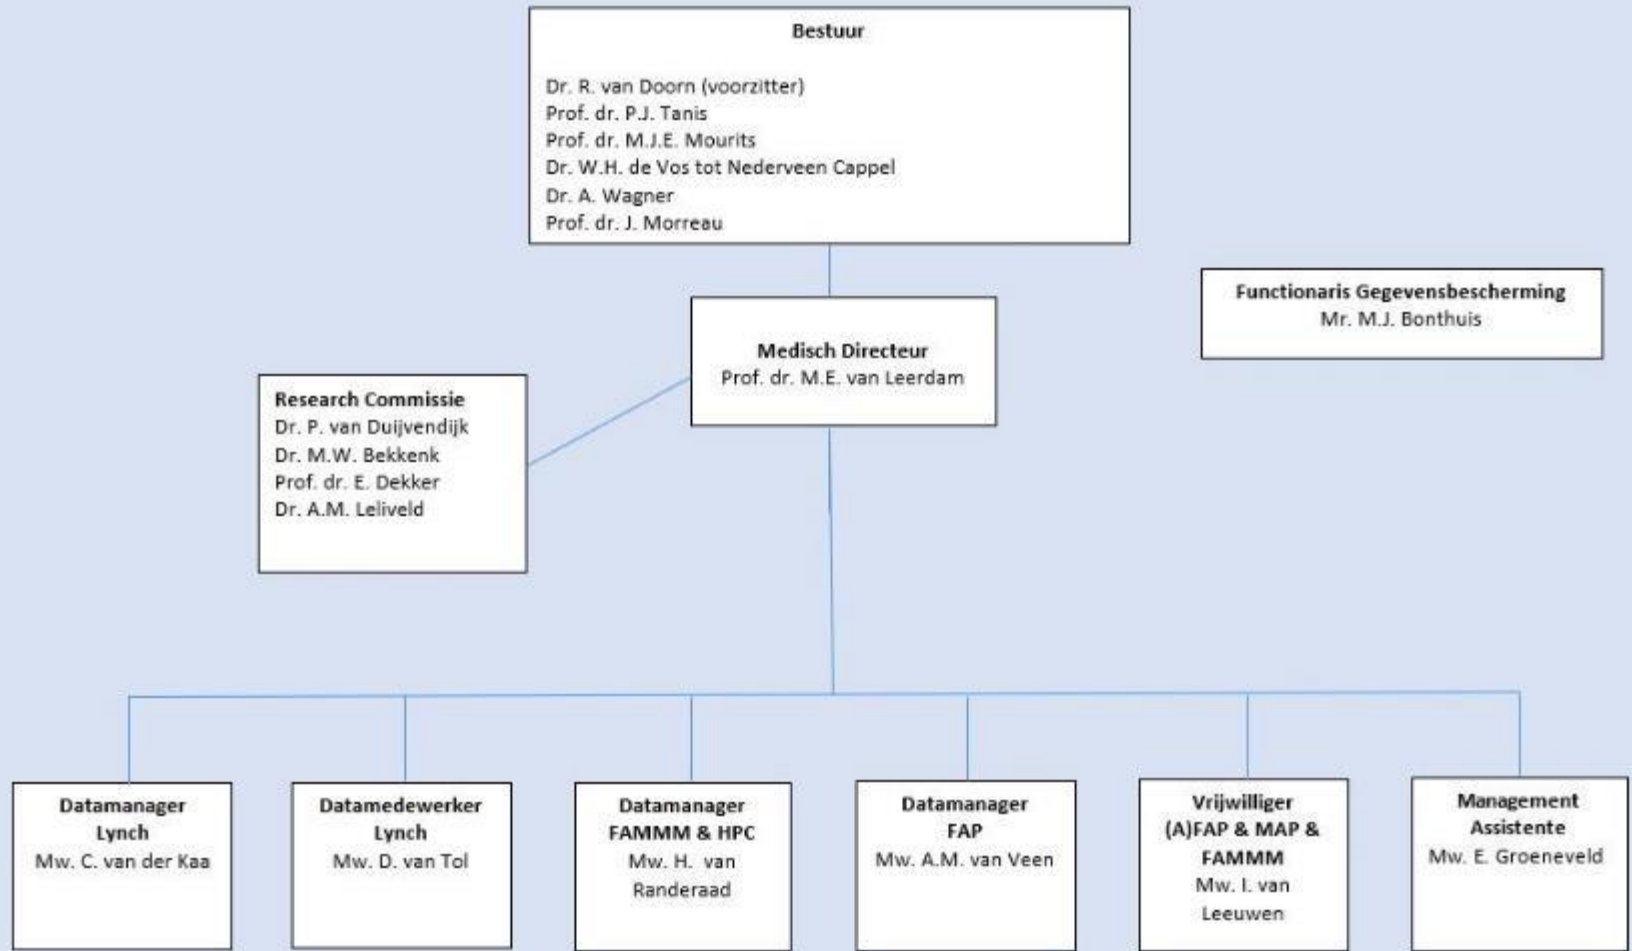 Bestuur
Dr. R. van Doorn (voorzitter)
Prof. dr. P.J. Tanis
Prof. dr. M.J.E. Mourits
Dr. W.H. de Vos tot Nederveen Cappel
Dr. A. Wagner
Prof. dr. J. Morreau
Functionaris Gegevensbescherming
Mr. M.J. Bonthuis
Medisch Directeur
Prof. dr. M.E. van Leerdam
Research Commissie
Dr. P. van Duijvendijk
Dr. M.W. Bekkenk
Prof. dr. E. Dekker
Dr. A.M. Leliveld
Datamanager
Lynch
Mw. C. van der Kaa
Datamedewerker
Lynch
Mw. D. van Tol
Datamanager
FAMMM & HPC
Mw. H. van
Randeraad
Datamanager
FAP
Mw. A.M. van Veen
Vrijwilliger
(A)FAP & MAP &
FAMMM
Mw. I. van
Leeuwen
Management
Assistente
Mw. E. Groeneveld